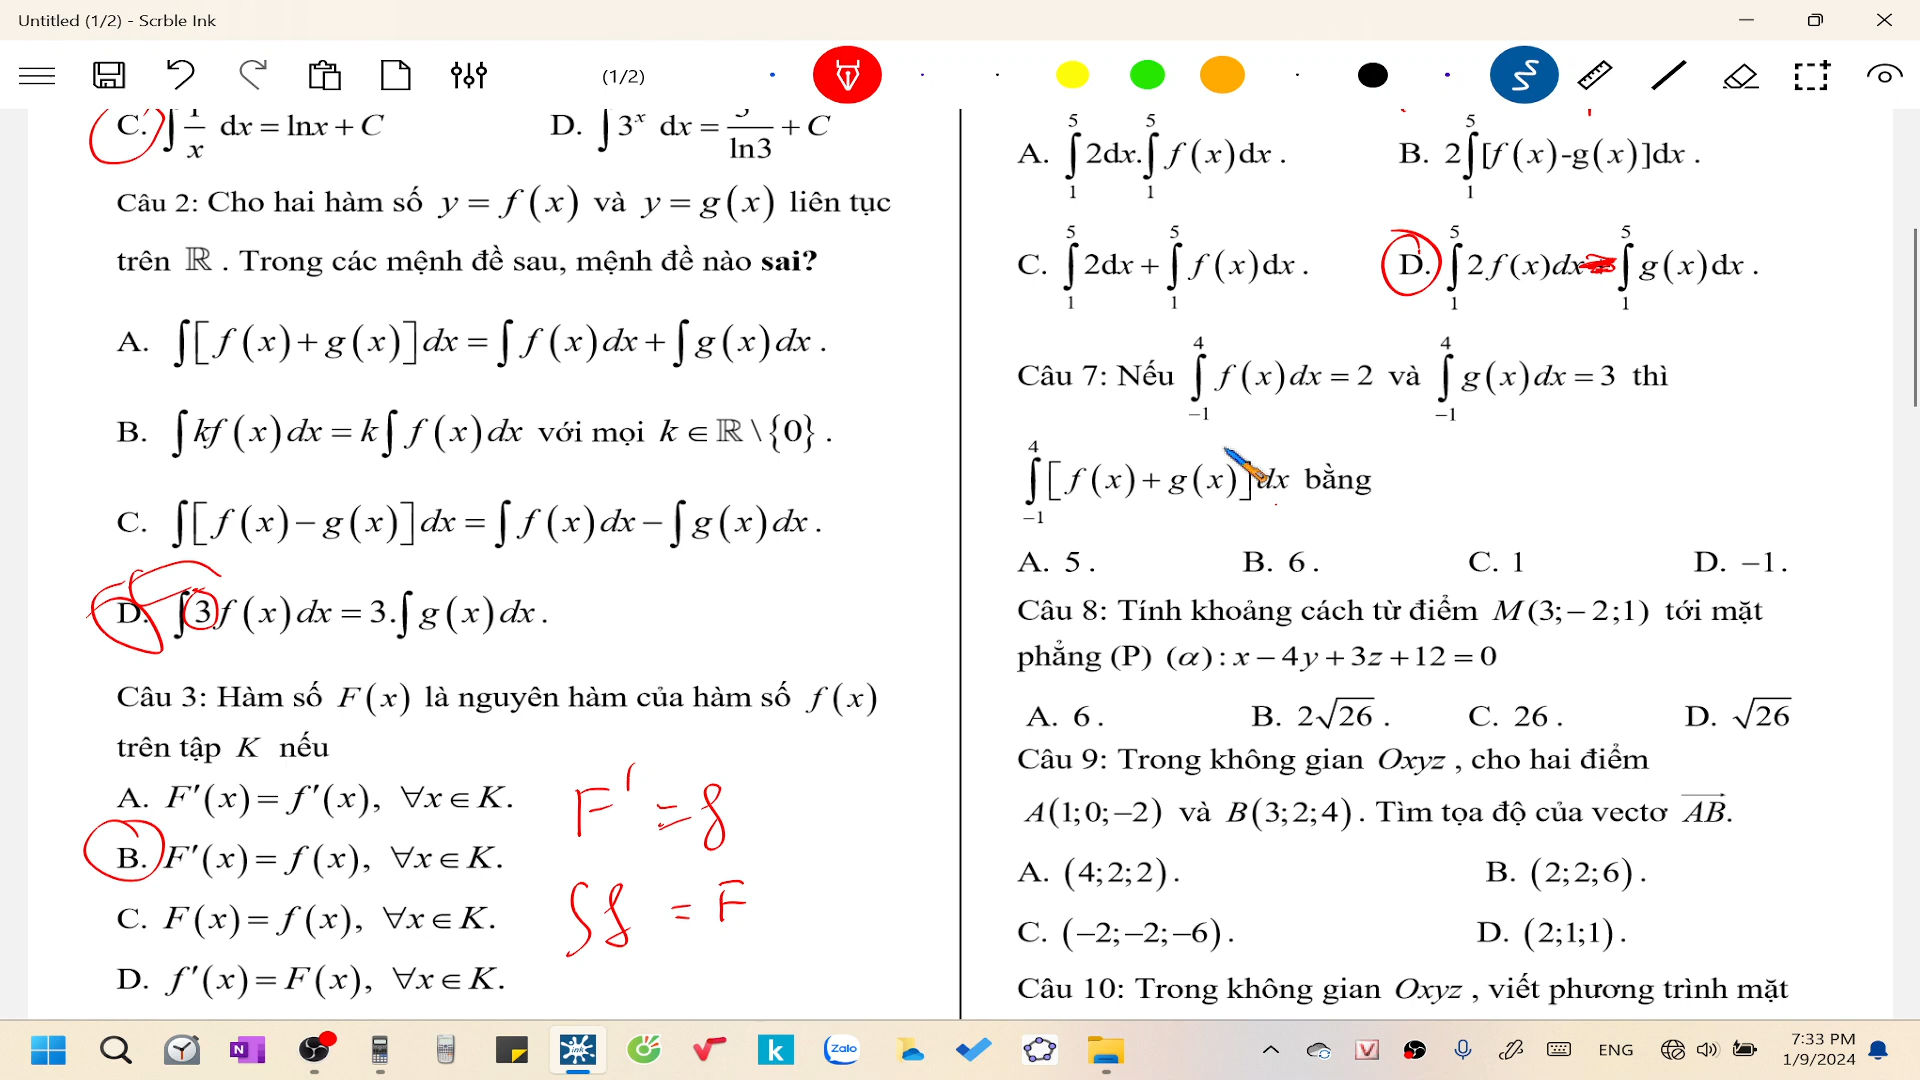 Untitled (1/2) - Scrble Ink
(1/2)
C. ∫ 1/x dx = lnx + C
D. ∫ 3ˣ dx = /ln3 + C
Câu 2: Cho hai hàm số y = f(x) và y = g(x) liên tục
trên ℝ . Trong các mệnh đề sau, mệnh đề nào sai?
A. ∫[f(x)+g(x)]dx = ∫f(x)dx + ∫g(x)dx .
B. ∫kf(x)dx = k∫f(x)dx với mọi k ∈ ℝ\{0} .
C. ∫[f(x)−g(x)]dx = ∫f(x)dx − ∫g(x)dx .
D. ∫3f(x)dx = 3.∫g(x)dx .
Câu 3: Hàm số F(x) là nguyên hàm của hàm số f(x)
trên tập K nếu
A. F′(x) = f′(x), ∀x ∈ K.
B. F′(x) = f(x), ∀x ∈ K.
C. F(x) = f(x), ∀x ∈ K.
D. f′(x) = F(x), ∀x ∈ K.
F' = f
∫f = F
A. ∫₁⁵ 2dx.∫₁⁵ f(x)dx .
B. 2∫₁⁵ [f(x)-g(x)]dx .
C. ∫₁⁵ 2dx + ∫₁⁵ f(x)dx .
D. ∫₁⁵ 2f(x)dx ∫₁⁵ g(x)dx .
Câu 7: Nếu ∫₋₁⁴ f(x)dx = 2 và ∫₋₁⁴ g(x)dx = 3 thì
∫₋₁⁴ [f(x)+g(x)]dx bằng
A. 5 .
B. 6 .
C. 1
D. −1 .
Câu 8: Tính khoảng cách từ điểm M(3;−2;1) tới mặt
phẳng (P) (α): x − 4y + 3z + 12 = 0
A. 6 .
B. 2√26 .
C. 26 .
D. √26
Câu 9: Trong không gian Oxyz , cho hai điểm
A(1;0;−2) và B(3;2;4). Tìm tọa độ của vectơ AB.
A. (4;2;2) .
B. (2;2;6) .
C. (−2;−2;−6) .
D. (2;1;1) .
Câu 10: Trong không gian Oxyz , viết phương trình mặt
Zalo
ENG
7:33 PM
1/9/2024